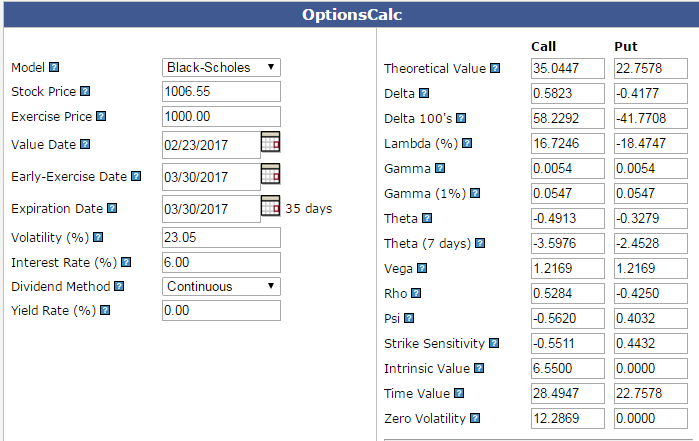 OptionsCalc
Model ? Black-Scholes
Stock Price ? 1006.55
Exercise Price ? 1000.00
Value Date ? 02/23/2017
Early-Exercise Date ? 03/30/2017
Expiration Date ? 03/30/2017 35 days
Volatility (%) ? 23.05
Interest Rate (%) ? 6.00
Dividend Method ? Continuous
Yield Rate (%) ? 0.00
Call Put
Theoretical Value ? 35.0447 22.7578
Delta ? 0.5823 -0.4177
Delta 100's ? 58.2292 -41.7708
Lambda (%) ? 16.7246 -18.4747
Gamma ? 0.0054 0.0054
Gamma (1%) ? 0.0547 0.0547
Theta ? -0.4913 -0.3279
Theta (7 days) ? -3.5976 -2.4528
Vega ? 1.2169 1.2169
Rho ? 0.5284 -0.4250
Psi ? -0.5620 0.4032
Strike Sensitivity ? -0.5511 0.4432
Intrinsic Value ? 6.5500 0.0000
Time Value ? 28.4947 22.7578
Zero Volatility ? 12.2869 0.0000